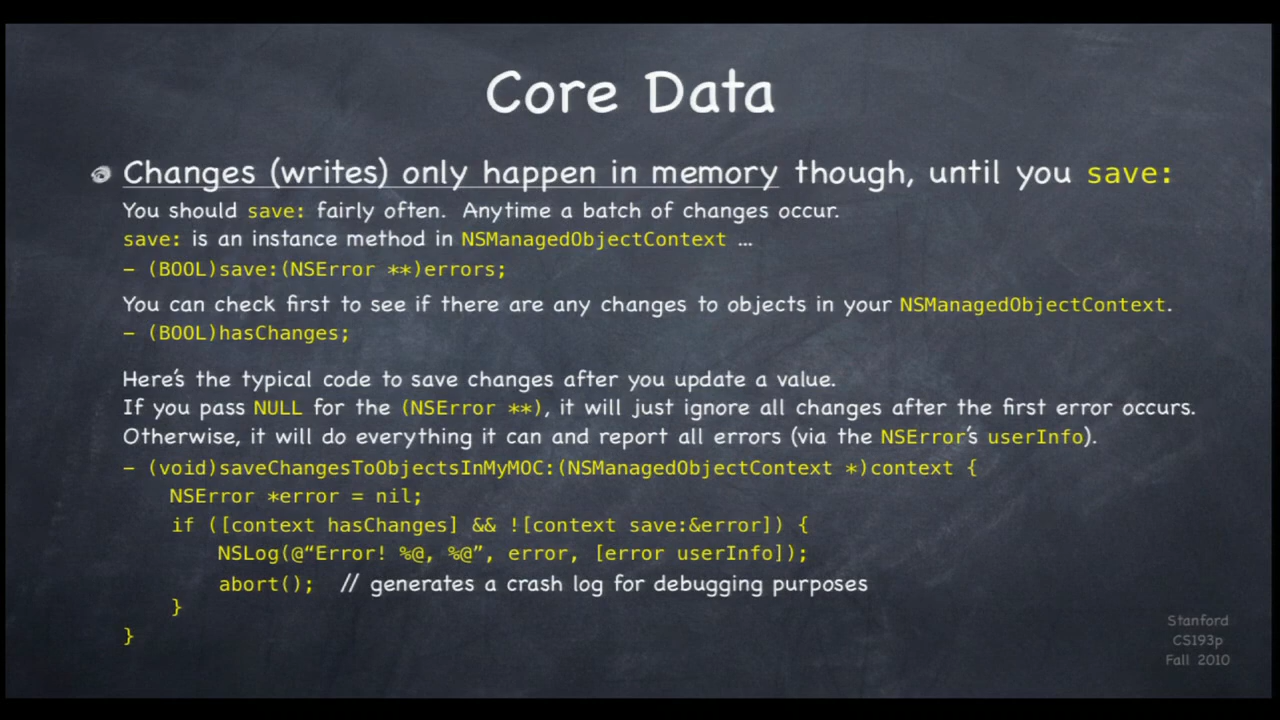 Core Data
Changes (writes) only happen in memory though, until you save:
You should save: fairly often. Anytime a batch of changes occur.
save: is an instance method in NSManagedObjectContext ...
- (BOOL)save:(NSError **)errors;
You can check first to see if there are any changes to objects in your NSManagedObjectContext.
- (BOOL)hasChanges;
Here's the typical code to save changes after you update a value.
If you pass NULL for the (NSError **), it will just ignore all changes after the first error occurs.
Otherwise, it will do everything it can and report all errors (via the NSError's userInfo).
- (void)saveChangesToObjectsInMyMOC:(NSManagedObjectContext *)context {
NSError *error = nil;
if ([context hasChanges] && ![context save:&error]) {
NSLog(@“Error! %@, %@”, error, [error userInfo]);
abort(); // generates a crash log for debugging purposes
}
}
Stanford
CS193p
Fall 2010